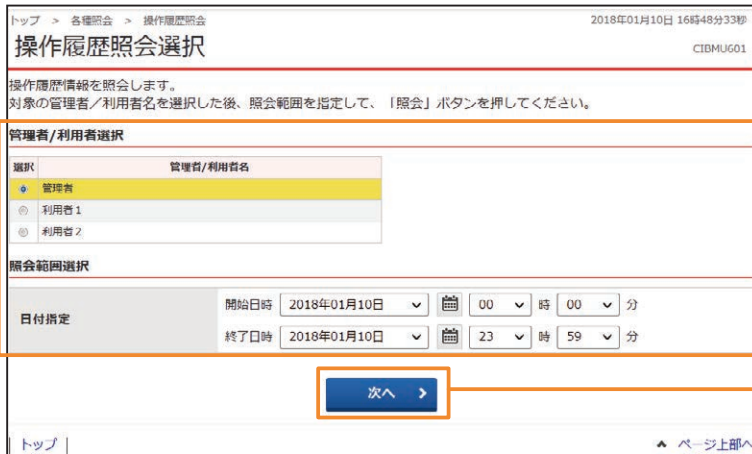 トップ > 各種照会 > 操作履歴照会
2018年01月10日 16時48分33秒
操作履歴照会選択
CIBMU601
操作履歴情報を照会します。
対象の管理者/利用者名を選択した後、照会範囲を指定して、「照会」ボタンを押してください。
管理者/利用者選択
選択 管理者/利用者名
管理者
利用者1
利用者2
照会範囲選択
日付指定
開始日時 2018年01月10日 00 時 00 分
終了日時 2018年01月10日 23 時 59 分
次へ
トップ
ページ上部へ